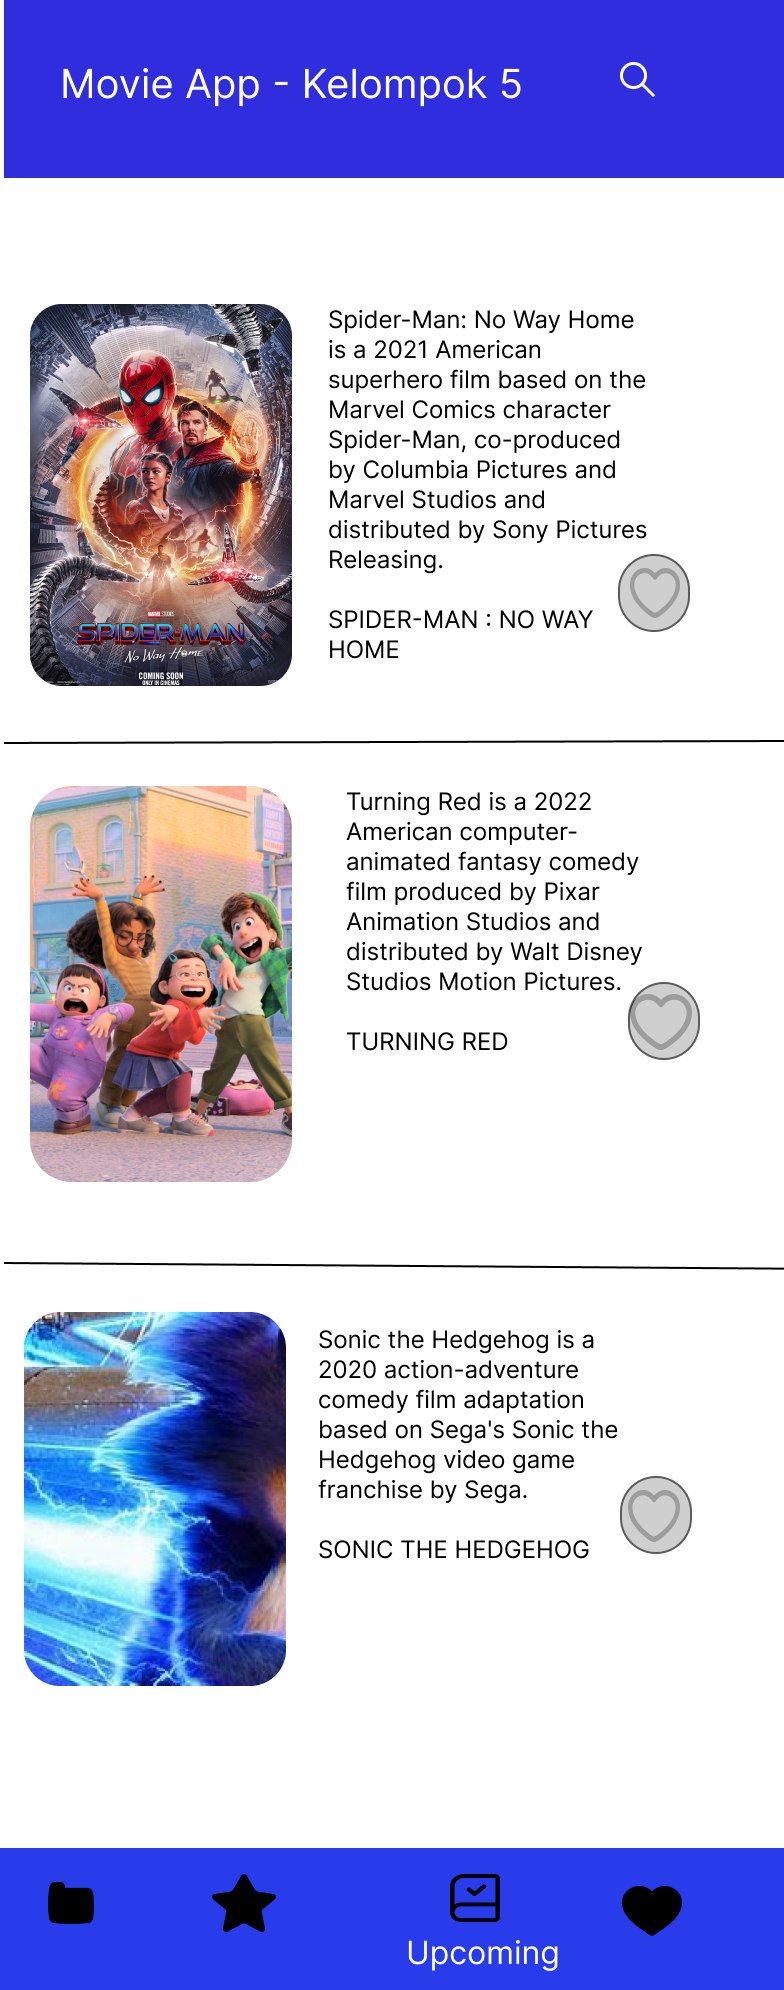 Movie App - Kelompok 5
Spider-Man: No Way Home
is a 2021 American
superhero film based on the
Marvel Comics character
Spider-Man, co-produced
by Columbia Pictures and
Marvel Studios and
distributed by Sony Pictures
Releasing.
SPIDER-MAN : NO WAY
HOME
MARVEL STUDIOS
SPIDER-MAN
No Way Home
COMING SOON
ONLY IN CINEMAS
Turning Red is a 2022
American computer-
animated fantasy comedy
film produced by Pixar
Animation Studios and
distributed by Walt Disney
Studios Motion Pictures.
TURNING RED
Sonic the Hedgehog is a
2020 action-adventure
comedy film adaptation
based on Sega's Sonic the
Hedgehog video game
franchise by Sega.
SONIC THE HEDGEHOG
Upcoming